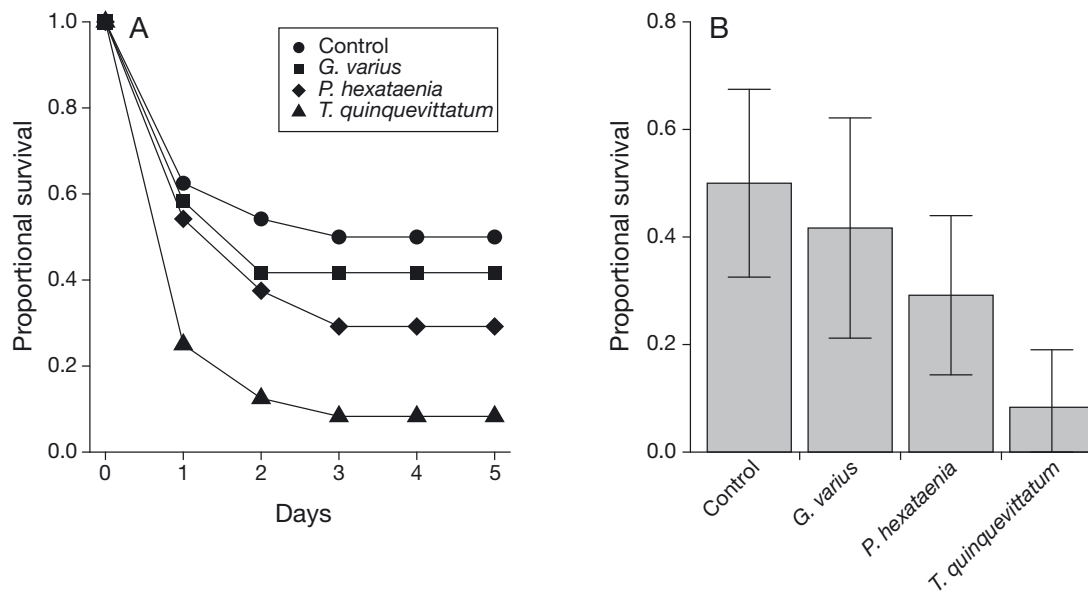 A
Control
G. varius
P. hexataenia
T. quinquevittatum
1.0
0.8
0.6
0.4
0.2
0.0
Proportional survival
0 1 2 3 4 5
Days
B
0.8
0.6
0.4
0.2
0.0
Proportional survival
Control
G. varius
P. hexataenia
T. quinquevittatum